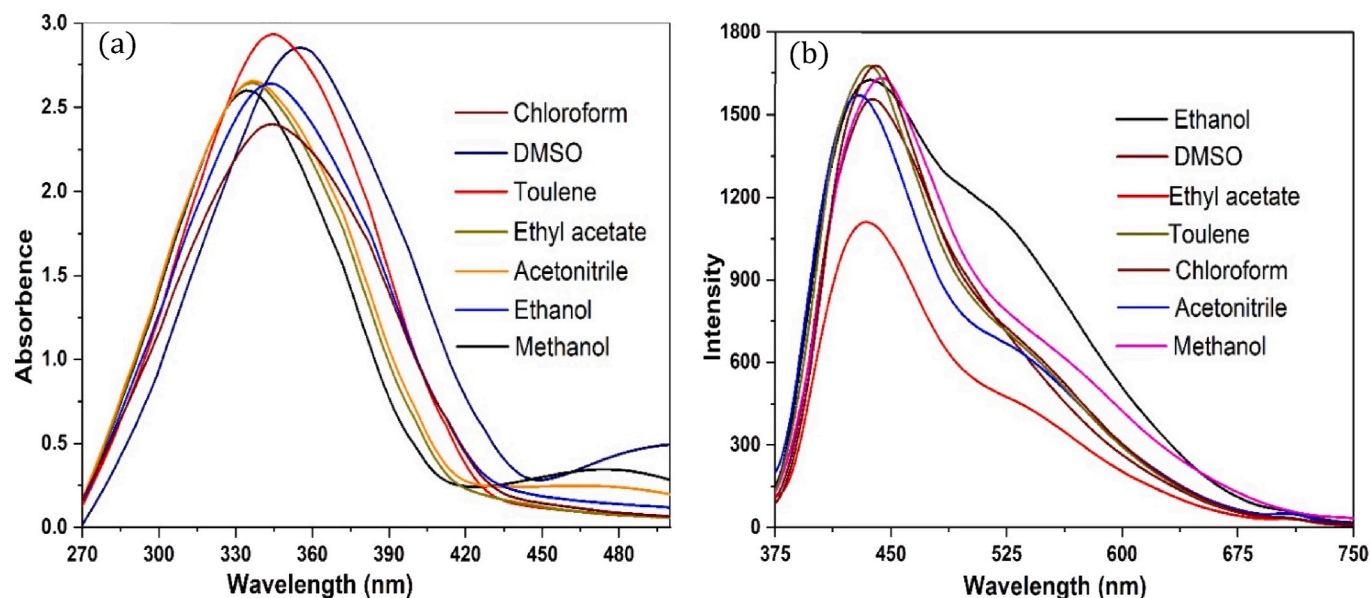 (a)
Absorbence
3.0
2.5
2.0
1.5
1.0
0.5
0.0
270 300 330 360 390 420 450 480
Wavelength (nm)
Chloroform
DMSO
Toulene
Ethyl acetate
Acetonitrile
Ethanol
Methanol
(b)
Intensity
1800
1500
1200
900
600
300
0
375 450 525 600 675 750
Wavelength (nm)
Ethanol
DMSO
Ethyl acetate
Toulene
Chloroform
Acetonitrile
Methanol